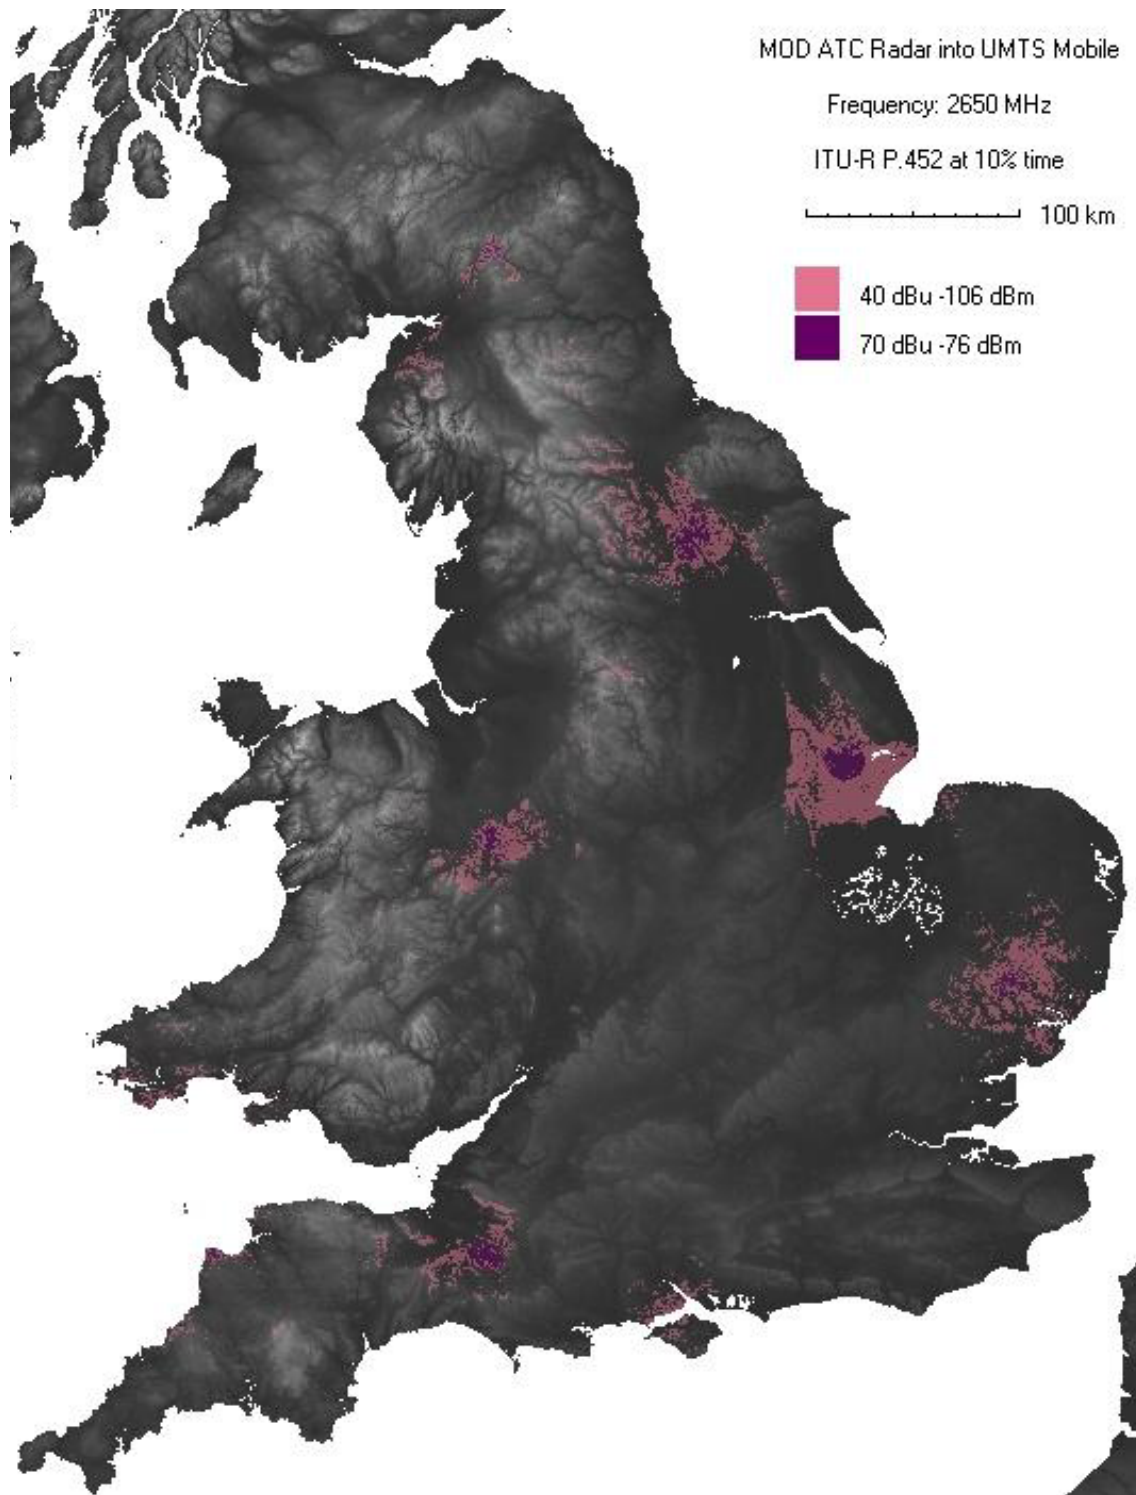 MOD ATC Radar into UMTS Mobile
Frequency: 2650 MHz
ITU-R P.452 at 10% time
100 km
40 dBu -106 dBm
70 dBu -76 dBm